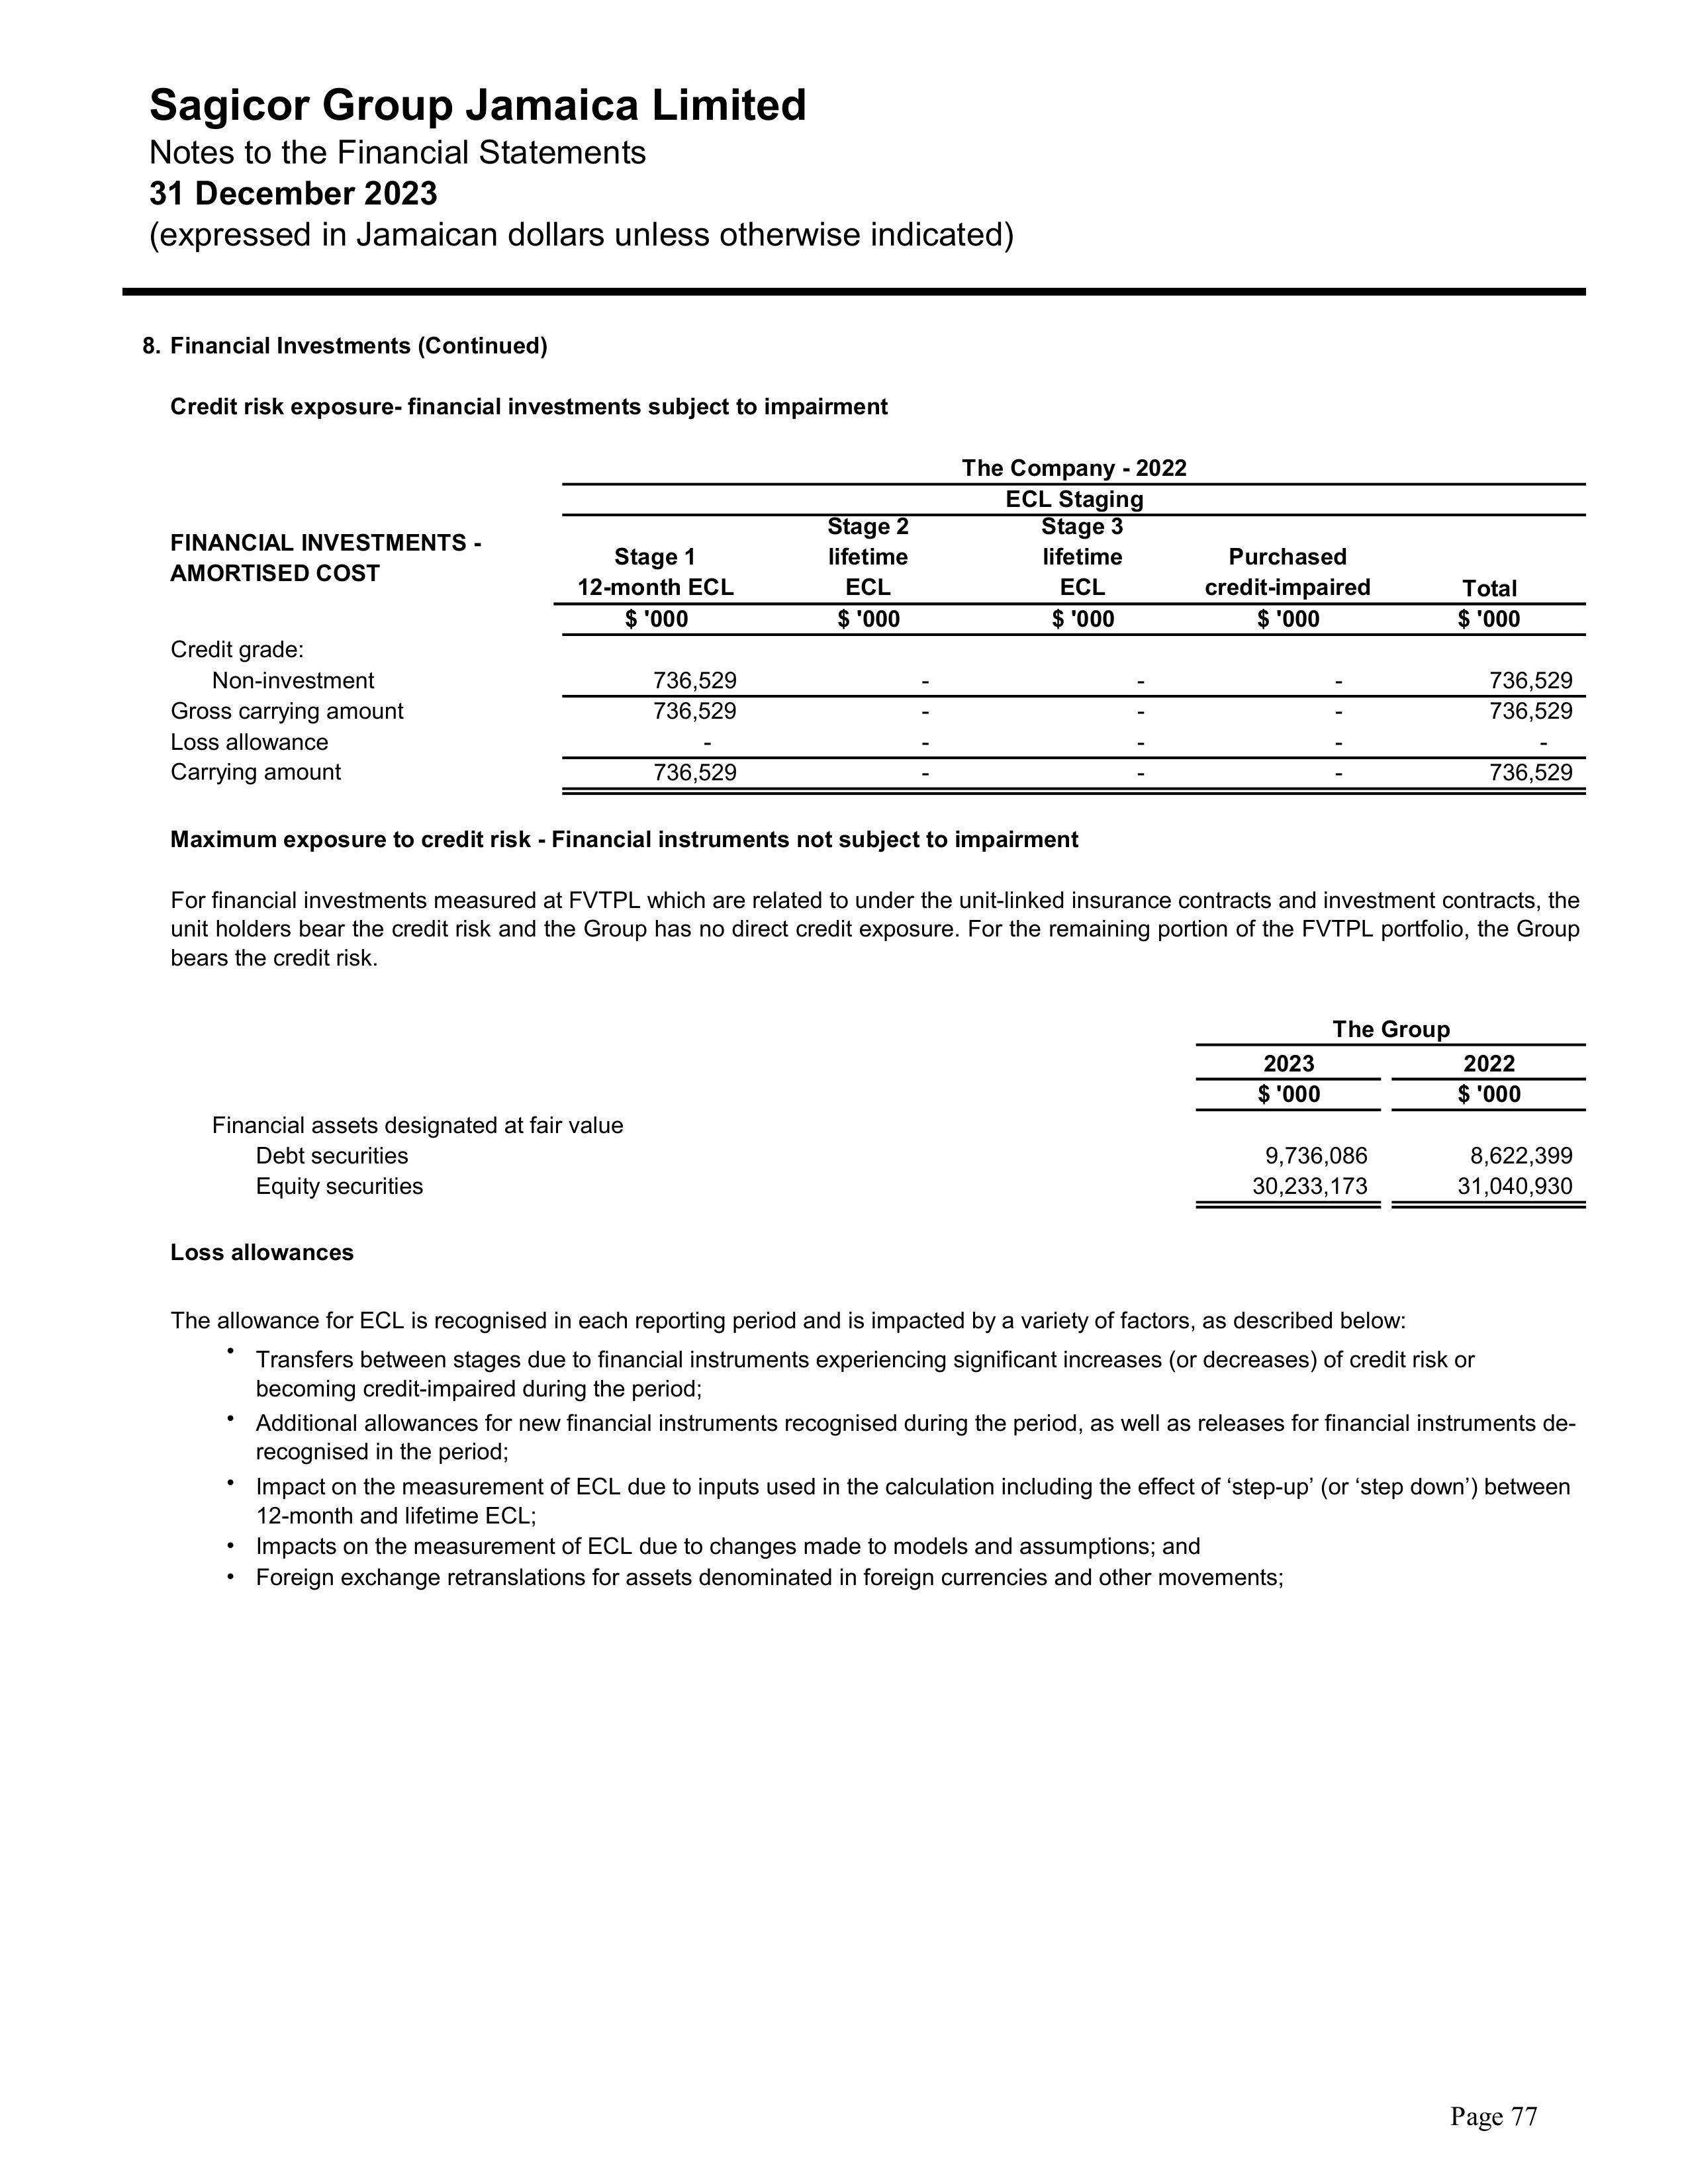 Sagicor Group Jamaica Limited
Notes to the Financial Statements
31 December 2023
(expressed in Jamaican dollars unless otherwise indicated)
8. Financial Investments (Continued)
Credit risk exposure- financial investments subject to impairment
The Company - 2022
ECL Staging
FINANCIAL INVESTMENTS -
AMORTISED COST
Stage 1
12-month ECL
Stage 2
lifetime
ECL
Stage 3
lifetime
ECL
Purchased
credit-impaired
Total
$ '000 $ '000 $ '000 $ '000 $ '000
Credit grade:
Non-investment 736,529 - - - 736,529
Gross carrying amount 736,529 - - - 736,529
Loss allowance - - - - -
Carrying amount 736,529 - - - 736,529
Maximum exposure to credit risk - Financial instruments not subject to impairment
For financial investments measured at FVTPL which are related to under the unit-linked insurance contracts and investment contracts, the
unit holders bear the credit risk and the Group has no direct credit exposure. For the remaining portion of the FVTPL portfolio, the Group
bears the credit risk.
The Group
2023 2022
$ '000 $ '000
Financial assets designated at fair value
Debt securities 9,736,086 8,622,399
Equity securities 30,233,173 31,040,930
Loss allowances
The allowance for ECL is recognised in each reporting period and is impacted by a variety of factors, as described below:
• Transfers between stages due to financial instruments experiencing significant increases (or decreases) of credit risk or
becoming credit-impaired during the period;
• Additional allowances for new financial instruments recognised during the period, as well as releases for financial instruments de-
recognised in the period;
• Impact on the measurement of ECL due to inputs used in the calculation including the effect of ‘step-up’ (or ‘step down’) between
12-month and lifetime ECL;
• Impacts on the measurement of ECL due to changes made to models and assumptions; and
• Foreign exchange retranslations for assets denominated in foreign currencies and other movements;
Page 77